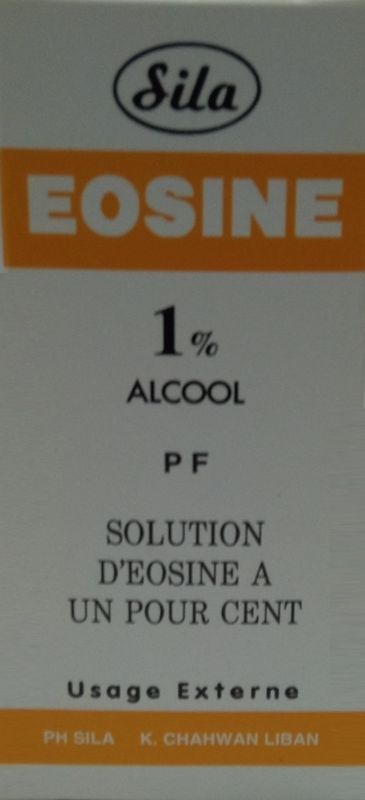 Sila
EOSINE
1%
ALCOOL
PF
SOLUTION
D'EOSINE A
UN POUR CENT
Usage Externe
PH SILA K. CHAHWAN LIBAN